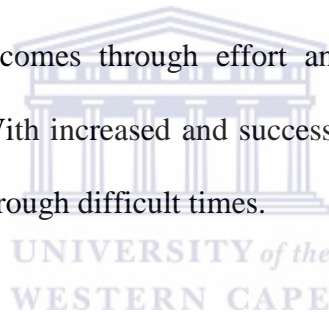 comes through effort an
With increased and success
rough difficult times.
UNIVERSITY of the
WESTERN CAPE